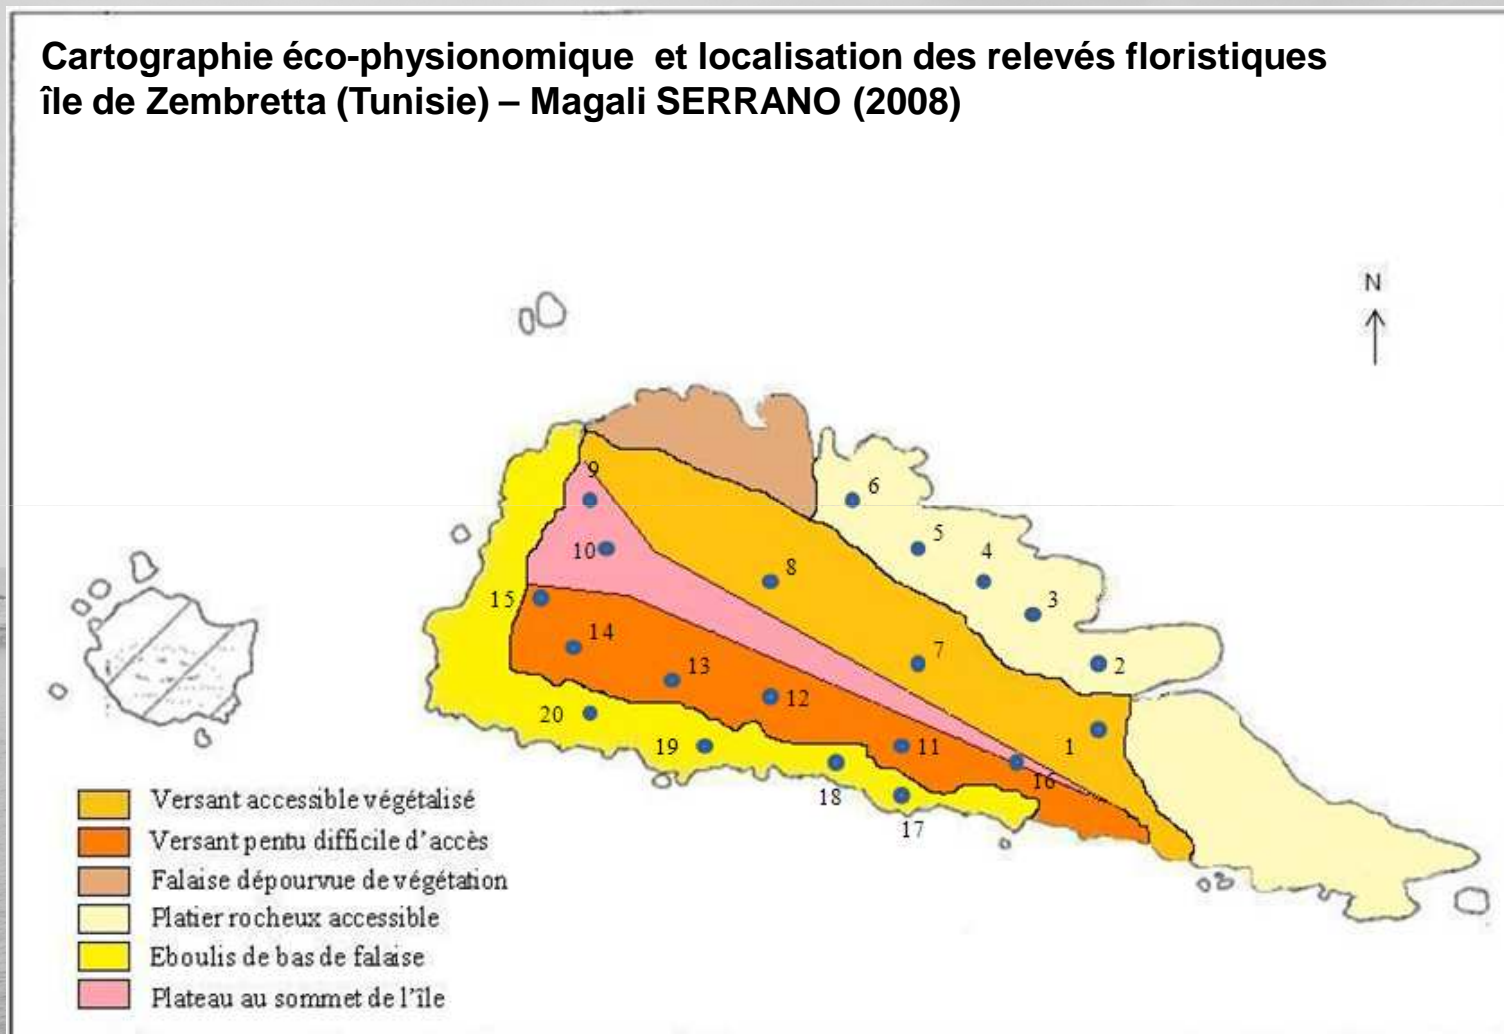 Cartographie éco-physionomique et localisation des relevés floristiques
île de Zembretta (Tunisie) – Magali SERRANO (2008)
N
9
6
5
10
8
4
15
3
14
7
2
13
12
20
19
11
1
16
18
17
Versant accessible végétalisé
Versant pentu difficile d'accès
Falaise dépourvue de végétation
Platier rocheux accessible
Eboulis de bas de falaise
Plateau au sommet de l'île